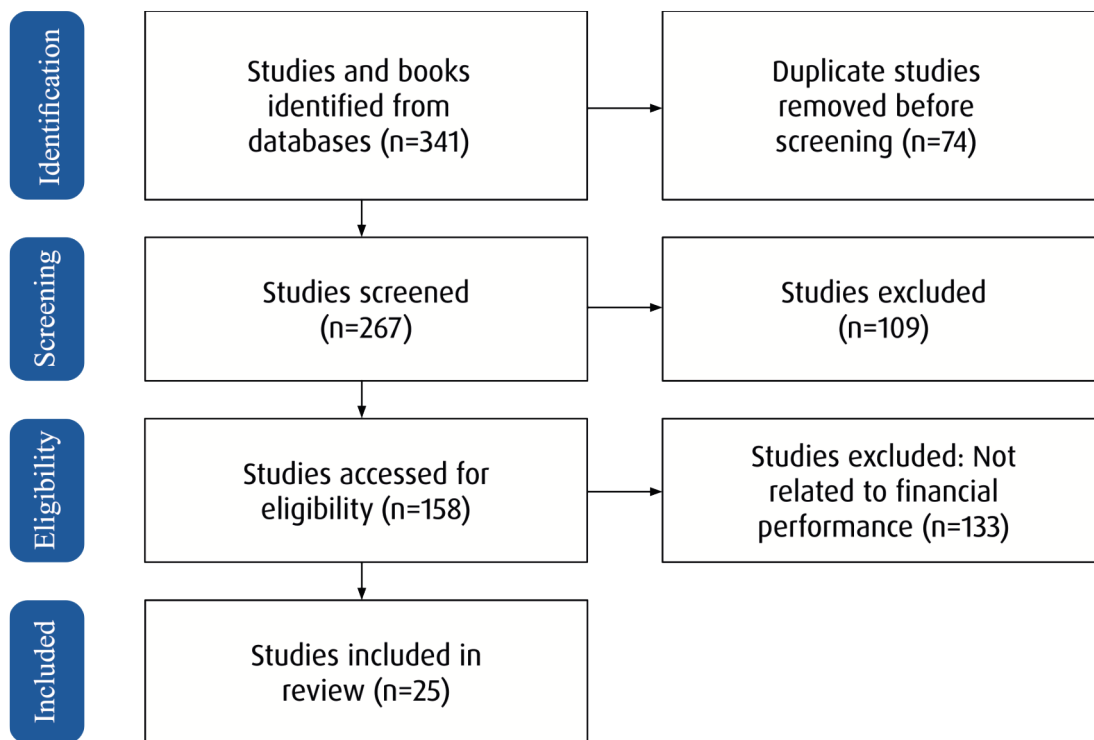 Identification
Studies and books
identified from
databases (n=341)
Duplicate studies
removed before
screening (n=74)
Screening
Studies screened
(n=267)
Studies excluded
(n=109)
Eligibility
Studies accessed for
eligibility (n=158)
Studies excluded: Not
related to financial
performance (n=133)
Included
Studies included in
review (n=25)